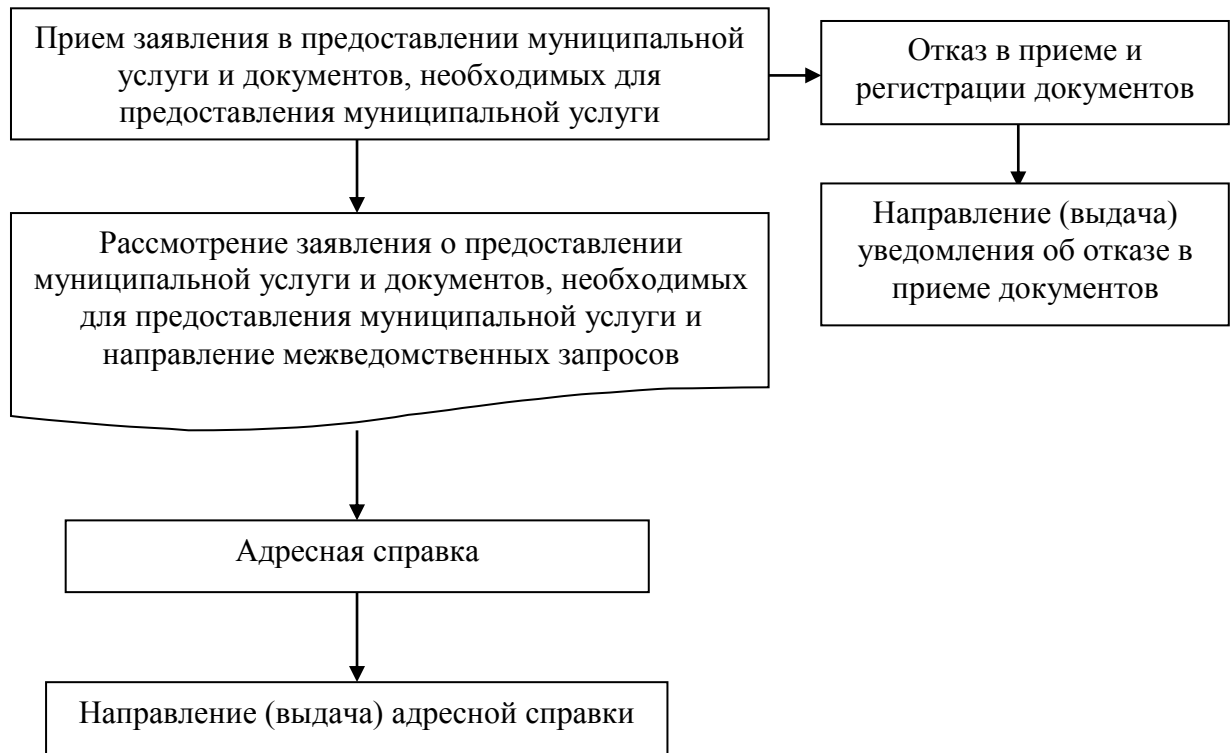 Прием заявления в предоставлении муниципальной
услуги и документов, необходимых для
предоставления муниципальной услуги
Отказ в приеме и
регистрации документов
Направление (выдача)
уведомления об отказе в
приеме документов
Рассмотрение заявления о предоставлении
муниципальной услуги и документов, необходимых
для предоставления муниципальной услуги и
направление межведомственных запросов
Адресная справка
Направление (выдача) адресной справки